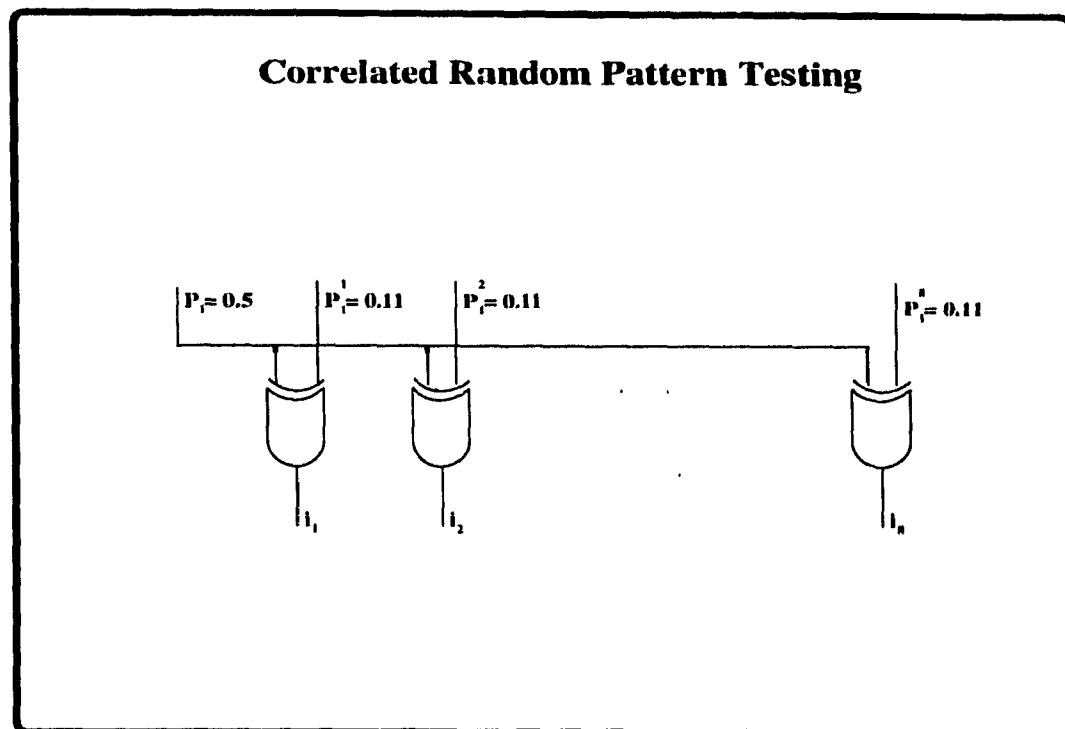 Correlated Random Pattern Testing
P₁= 0.5
P₁¹= 0.11
P₁²= 0.11
P₁ⁿ= 0.11
i₁
i₂
iₙ